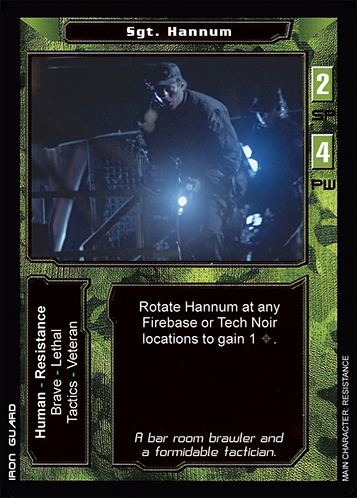 Sgt. Hannum
2
SP
4
PW
Human - Resistance
Brave - Lethal
Tactics - Veteran
Rotate Hannum at any
Firebase or Tech Noir
locations to gain 1 ⌖.
A bar room brawler and
a formidable tactician.
IRON GUARD
MAIN CHARACTER: RESISTANCE